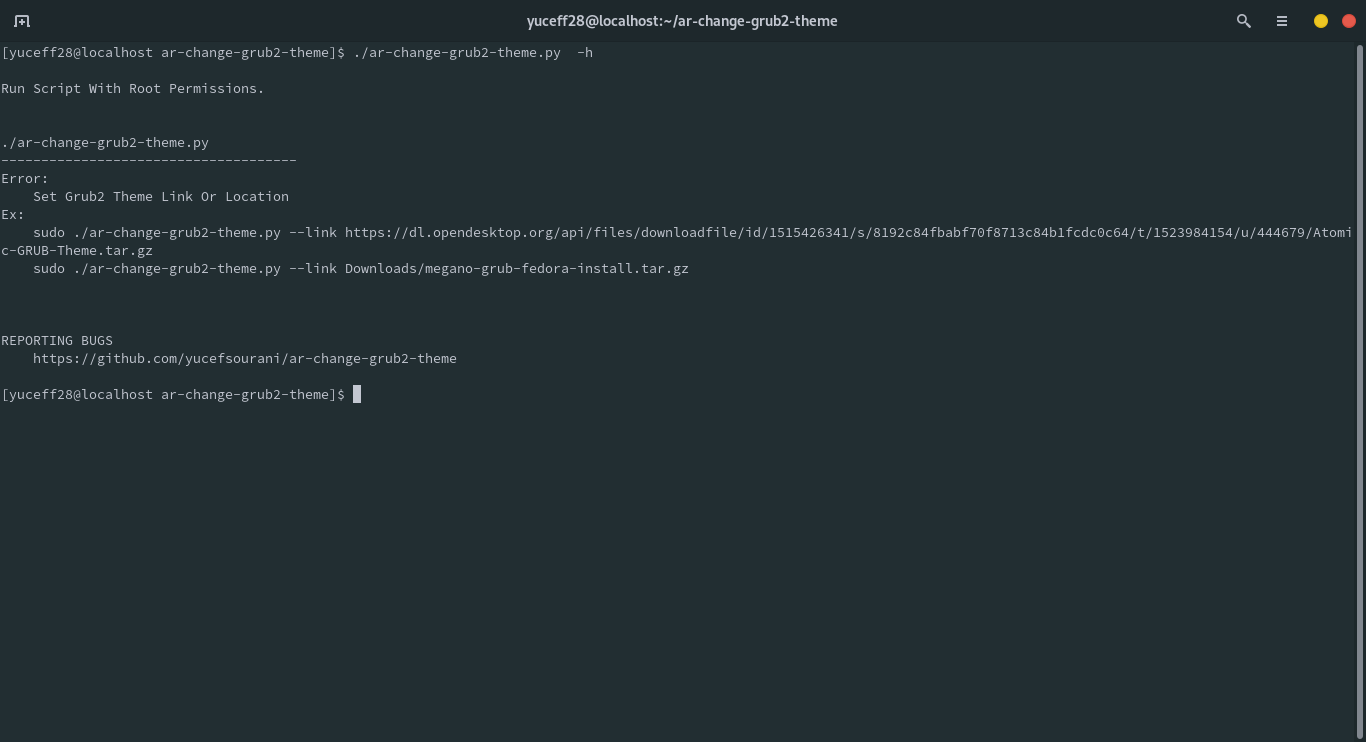 yuceff28@localhost:~/ar-change-grub2-theme
[yuceff28@localhost ar-change-grub2-theme]$ ./ar-change-grub2-theme.py  -h
Run Script With Root Permissions.
./ar-change-grub2-theme.py
-------------------------------------
Error:
    Set Grub2 Theme Link Or Location
Ex:
    sudo ./ar-change-grub2-theme.py --link https://dl.opendesktop.org/api/files/downloadfile/id/1515426341/s/8192c84fbabf70f8713c84b1fcdc0c64/t/1523984154/u/444679/Atomi
c-GRUB-Theme.tar.gz
    sudo ./ar-change-grub2-theme.py --link Downloads/megano-grub-fedora-install.tar.gz
REPORTING BUGS
    https://github.com/yucefsourani/ar-change-grub2-theme
[yuceff28@localhost ar-change-grub2-theme]$